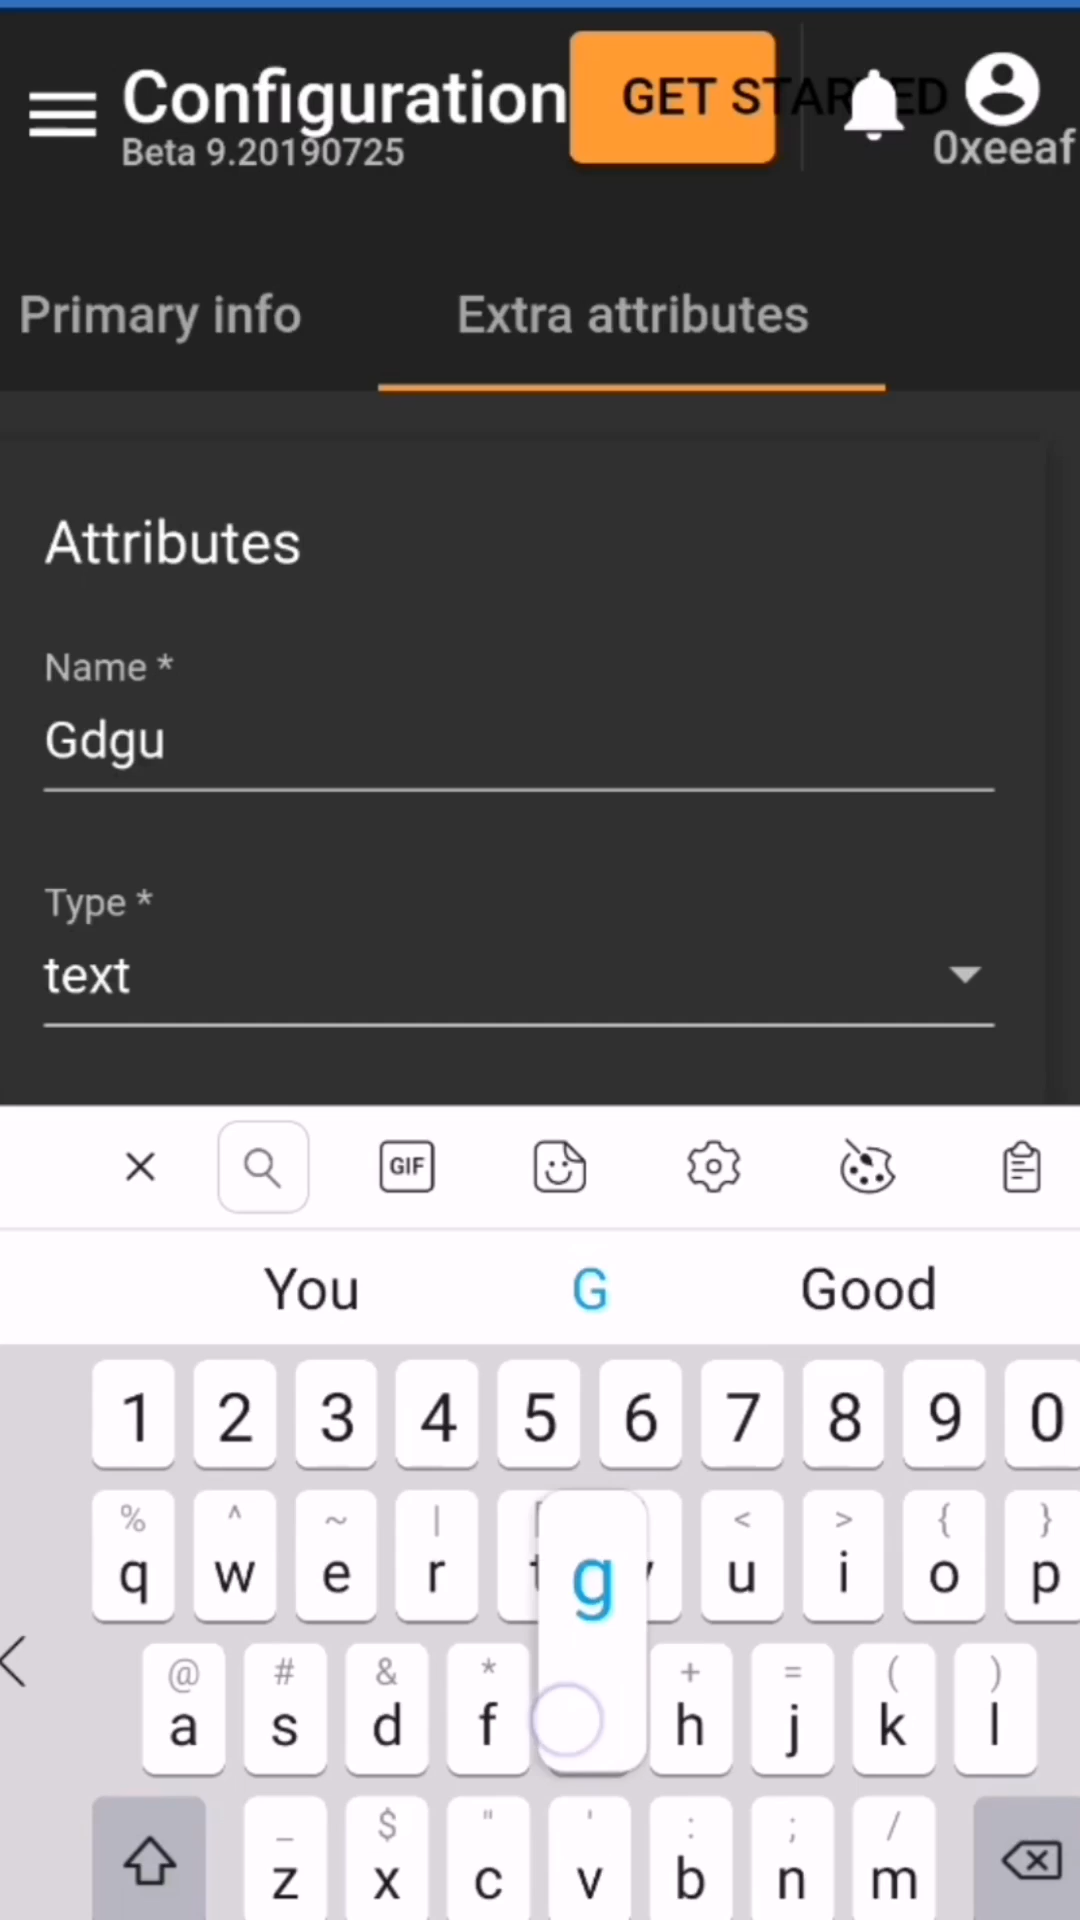 Configuration
GET STARTED
Beta 9.20190725
0xeeaf
Primary info
Extra attributes
Attributes
Name *
Gdgu
Type *
text
GIF
You G Good
1 2 3 4 5 6 7 8 9 0
% ^ ~ | < > { }
q w e r t u i o p
g
@ # & * + = ( )
a s d f h j k l
_ $ " ' : ; /
z x c v b n m